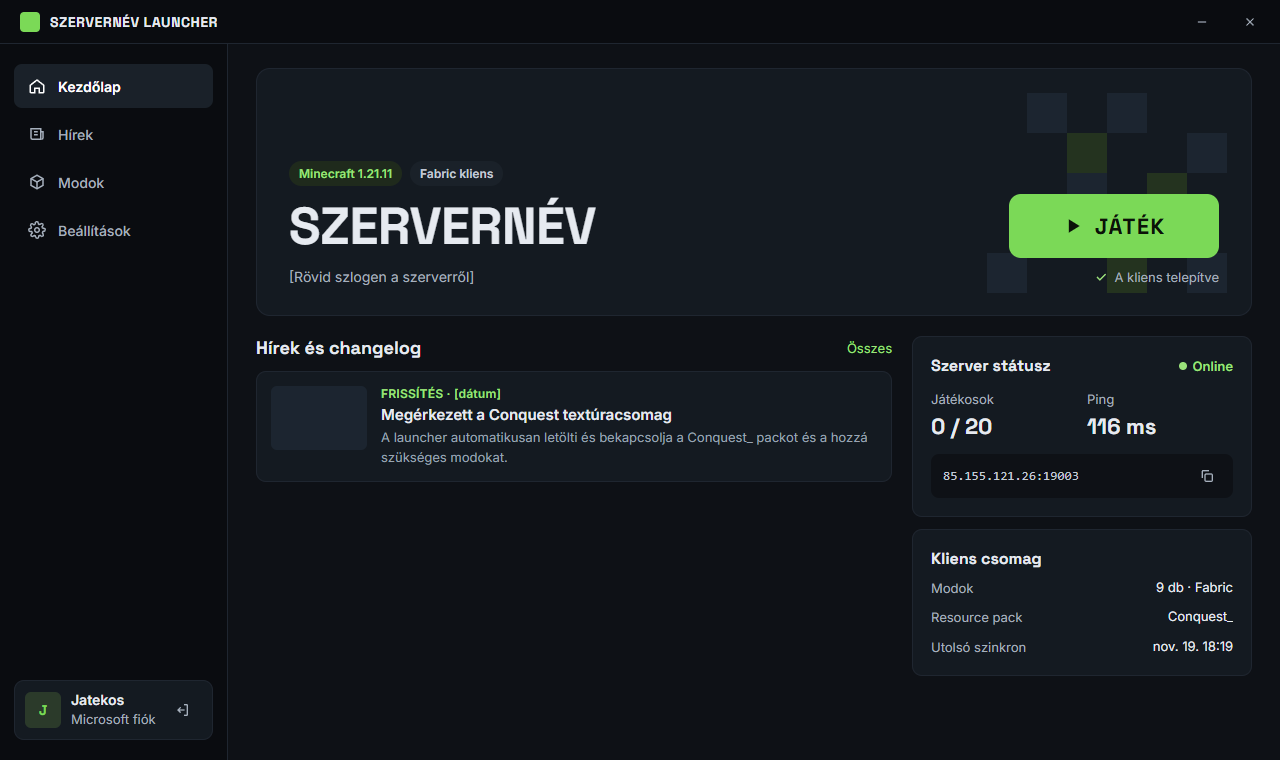 SZERVERNÉV LAUNCHER
Kezdőlap
Hírek
Modok
Beállítások
Minecraft 1.21.11
Fabric kliens
SZERVERNÉV
[Rövid szlogen a szerverről]
JÁTÉK
A kliens telepítve
Hírek és changelog
Összes
FRISSÍTÉS · [dátum]
Megérkezett a Conquest textúracsomag
A launcher automatikusan letölti és bekapcsolja a Conquest_ packot és a hozzá
szükséges modokat.
Szerver státusz
Online
Játékosok
Ping
0 / 20
116 ms
85.155.121.26:19003
Kliens csomag
Modok
9 db · Fabric
Resource pack
Conquest_
Utolsó szinkron
nov. 19. 18:19
J
Jatekos
Microsoft fiók